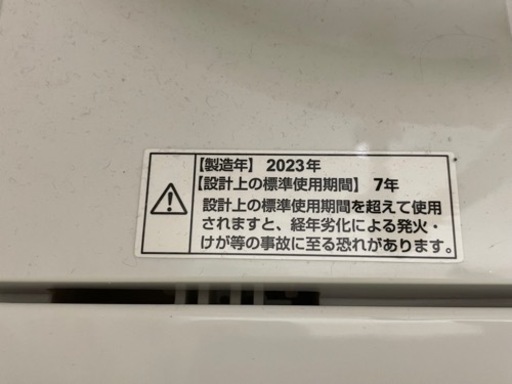 【製造年】 2023年
【設計上の標準使用期間】 7年
設計上の標準使用期間を超えて使用
されますと、経年劣化による発火・
けが等の事故に至る恐れがあります。